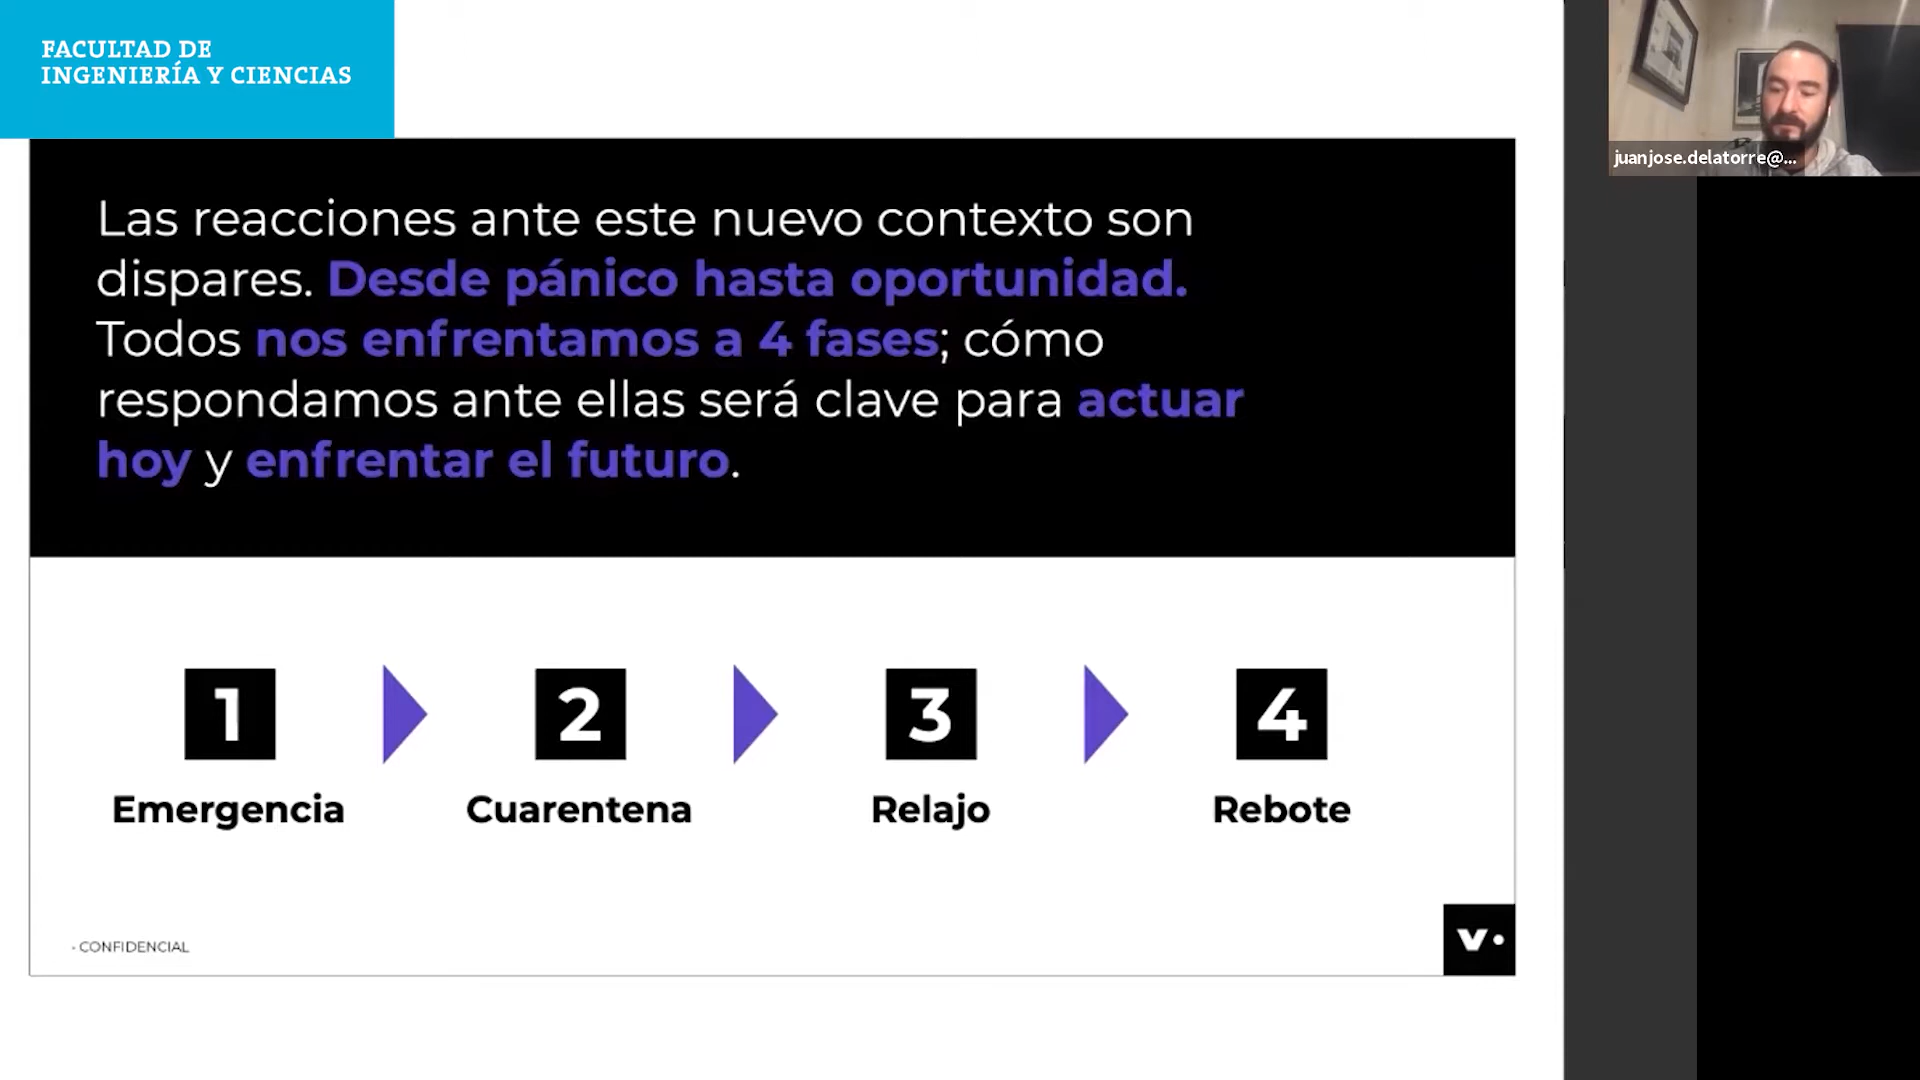 FACULTAD DE
INGENIERÍA Y CIENCIAS
juanjose.delatorre@...
Las reacciones ante este nuevo contexto son
dispares. Desde pánico hasta oportunidad.
Todos nos enfrentamos a 4 fases; cómo
respondamos ante ellas será clave para actuar
hoy y enfrentar el futuro.
1
2
3
4
Emergencia
Cuarentena
Relajo
Rebote
- CONFIDENCIAL
v.